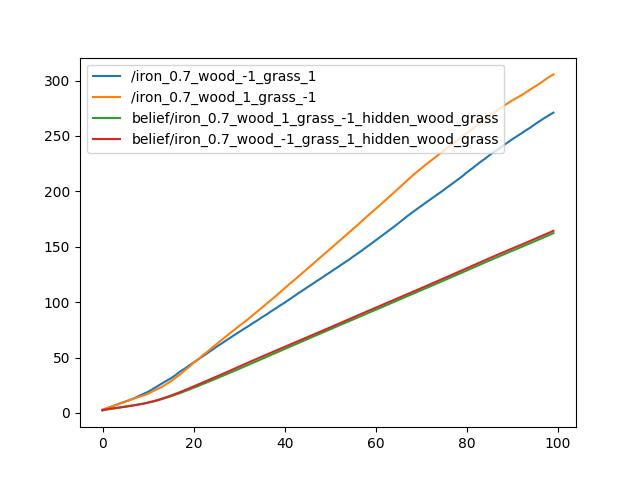 /iron_0.7_wood_-1_grass_1
/iron_0.7_wood_1_grass_-1
belief/iron_0.7_wood_1_grass_-1_hidden_wood_grass
belief/iron_0.7_wood_-1_grass_1_hidden_wood_grass
300
250
200
150
100
50
0
0 20 40 60 80 100